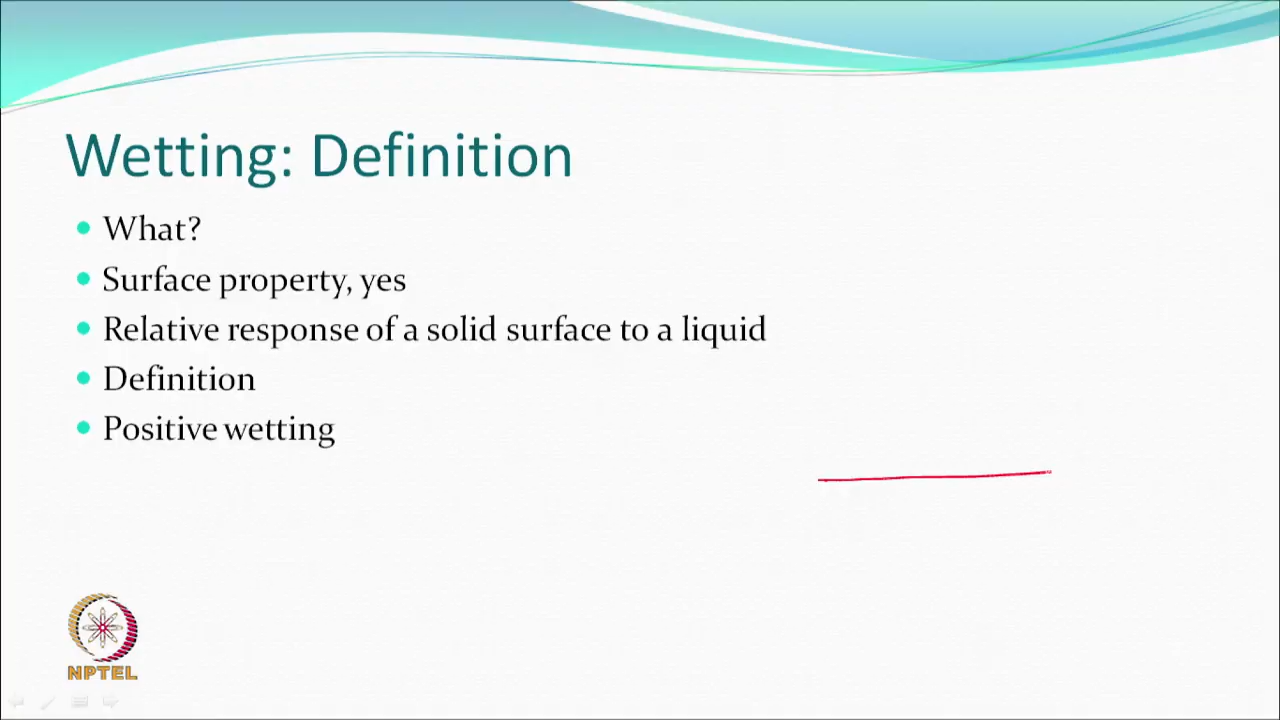 Wetting: Definition
What?
Surface property, yes
Relative response of a solid surface to a liquid
Definition
Positive wetting
NPTEL